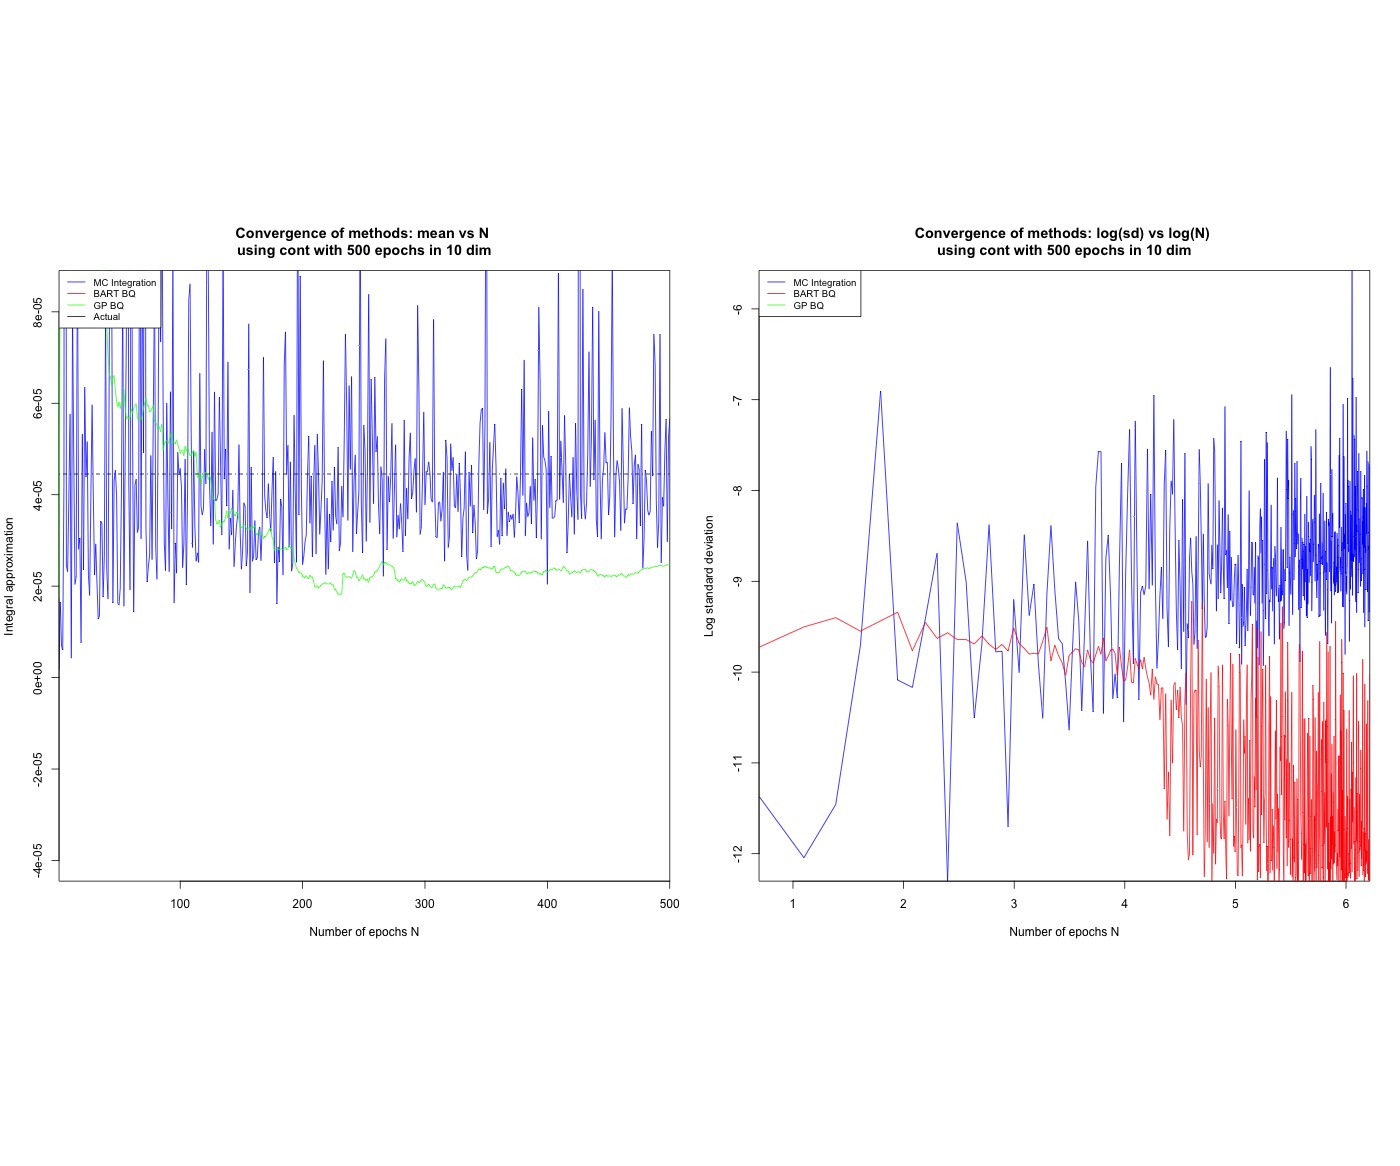 Convergence of methods: mean vs N
using cont with 500 epochs in 10 dim
MC Integration
BART BQ
GP BQ
Actual
Integral approximation
8e-05
6e-05
4e-05
2e-05
0e+00
-2e-05
-4e-05
100 200 300 400 500
Number of epochs N
Convergence of methods: log(sd) vs log(N)
using cont with 500 epochs in 10 dim
MC Integration
BART BQ
GP BQ
Log standard deviation
-6
-7
-8
-9
-10
-11
-12
1 2 3 4 5 6
Number of epochs N